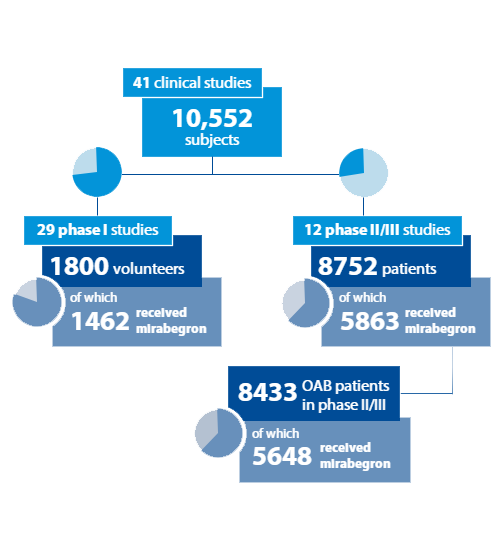 41 clinical studies
10,552
subjects
29 phase I studies
1800 volunteers
of which
1462 received
mirabegron
12 phase II/III studies
8752 patients
of which
5863 received
mirabegron
8433 OAB patients
in phase II/III
of which
5648 received
mirabegron